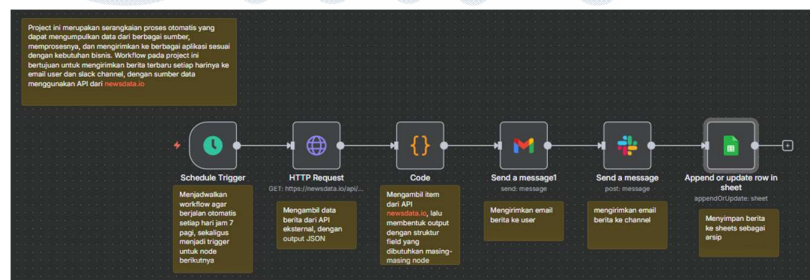 Project ini merupakan serangkaian proses otomatis yang
dapat mengumpulkan data dari berbagai sumber,
memprosesnya, dan mengirimkan ke berbagai aplikasi sesuai
dengan kebutuhan bisnis. Workflow pada project ini
bertujuan untuk mengirimkan berita terbaru setiap harinya ke
email user dan slack channel, dengan sumber data
menggunakan API dari newsdata.io
Schedule Trigger
Menjadwalkan
workflow agar
berjalan otomatis
setiap hari jam 7
pagi, sekaligus
menjadi trigger
untuk node
berikutnya
HTTP Request
GET: https://newsdata.io/api/...
Mengambil data
berita dari API
eksternal, dengan
output JSON
Code
Mengambil item
dari API
newsdata.io, lalu
membentuk output
dengan struktur
field yang
dibutuhkan masing-
masing node
Send a message1
send: message
Mengirimkan email
berita ke user
Send a message
post: message
mengirimkan email
berita ke channel
Append or update row in
sheet
appendOrUpdate: sheet
Menyimpan berita
ke sheets sebagai
arsip